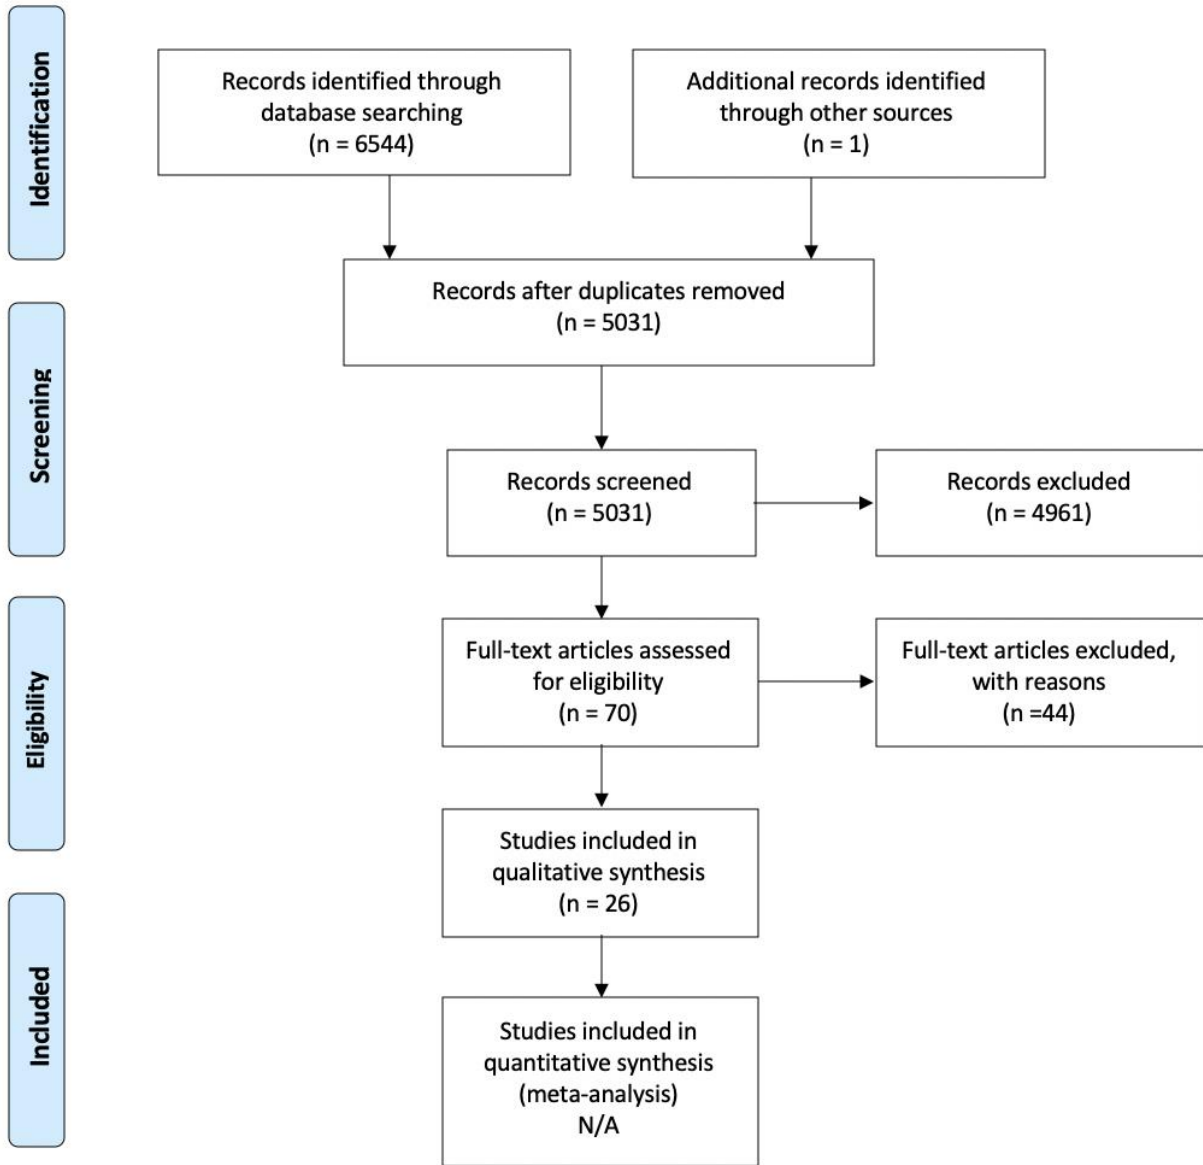 Identification
Records identified through
database searching
(n = 6544)
Additional records identified
through other sources
(n = 1)
Records after duplicates removed
(n = 5031)
Screening
Records screened
(n = 5031)
Records excluded
(n = 4961)
Eligibility
Full-text articles assessed
for eligibility
(n = 70)
Full-text articles excluded,
with reasons
(n =44)
Studies included in
qualitative synthesis
(n = 26)
Included
Studies included in
quantitative synthesis
(meta-analysis)
N/A